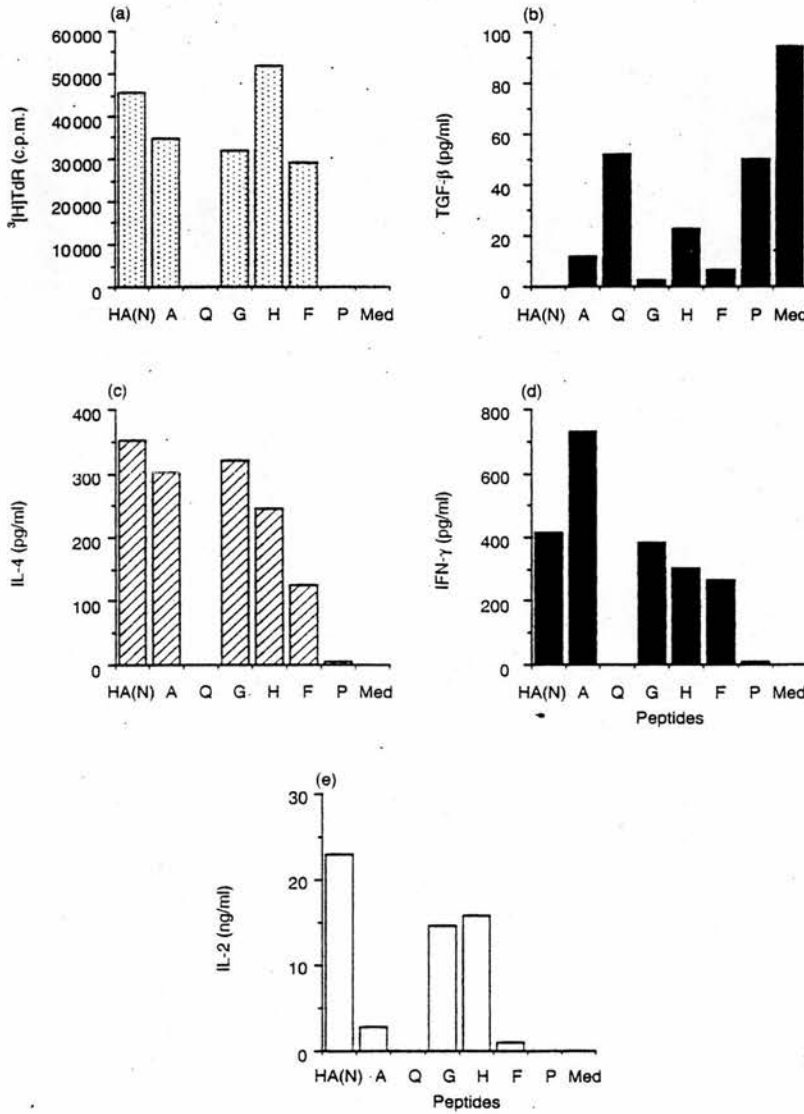 (a)
60000
50000
40000
30000
20000
10000
0
³[H]TdR (c.p.m.)
HA(N) A Q G H F P Med
(b)
100
80
60
40
20
0
TGF-β (pg/ml)
HA(N) A Q G H F P Med
(c)
400
300
200
100
0
IL-4 (pg/ml)
HA(N) A Q G H F P Med
(d)
800
600
400
200
0
IFN-γ (pg/ml)
HA(N) A Q G H F P Med
Peptides
(e)
30
20
10
0
IL-2 (ng/ml)
HA(N) A Q G H F P Med
Peptides